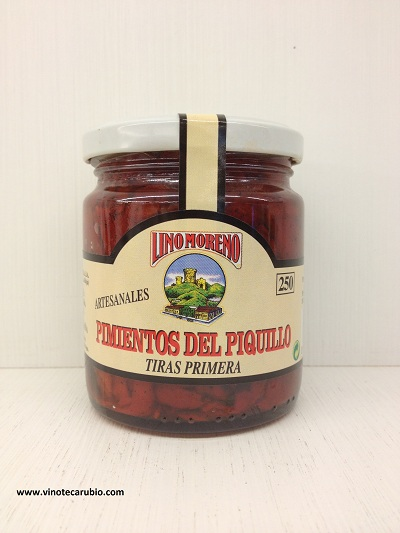 LINO MORENO
250
ARTESANALES
PIMIENTOS DEL PIQUILLO
TIRAS PRIMERA
www.vinotecarubio.com